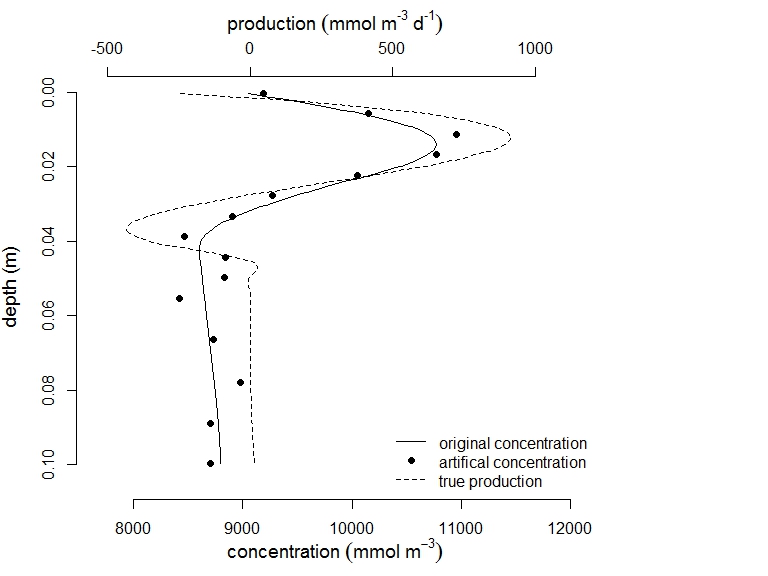 production (mmol m⁻³ d⁻¹)
-500 0 500 1000
0.00
0.02
0.04
0.06
0.08
0.10
depth (m)
original concentration
artifical concentration
true production
8000 9000 10000 11000 12000
concentration (mmol m⁻³)